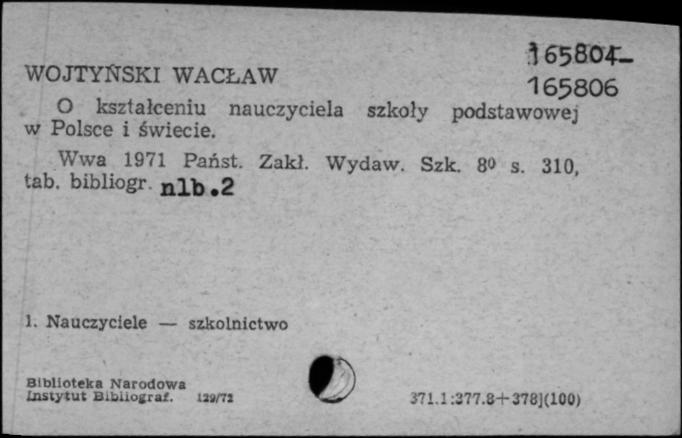 165804-
165806
WOJTYŃSKI WACŁAW
O kształceniu nauczyciela szkoły podstawowej
w Polsce i świecie.
Wwa 1971 Państ. Zakł. Wydaw. Szk. 8⁰ s. 310,
tab. bibliogr. nlb.2
1. Nauczyciele — szkolnictwo
Biblioteka Narodowa
Instytut Bibliograf. 129/72
371.1:377.8+378](100)